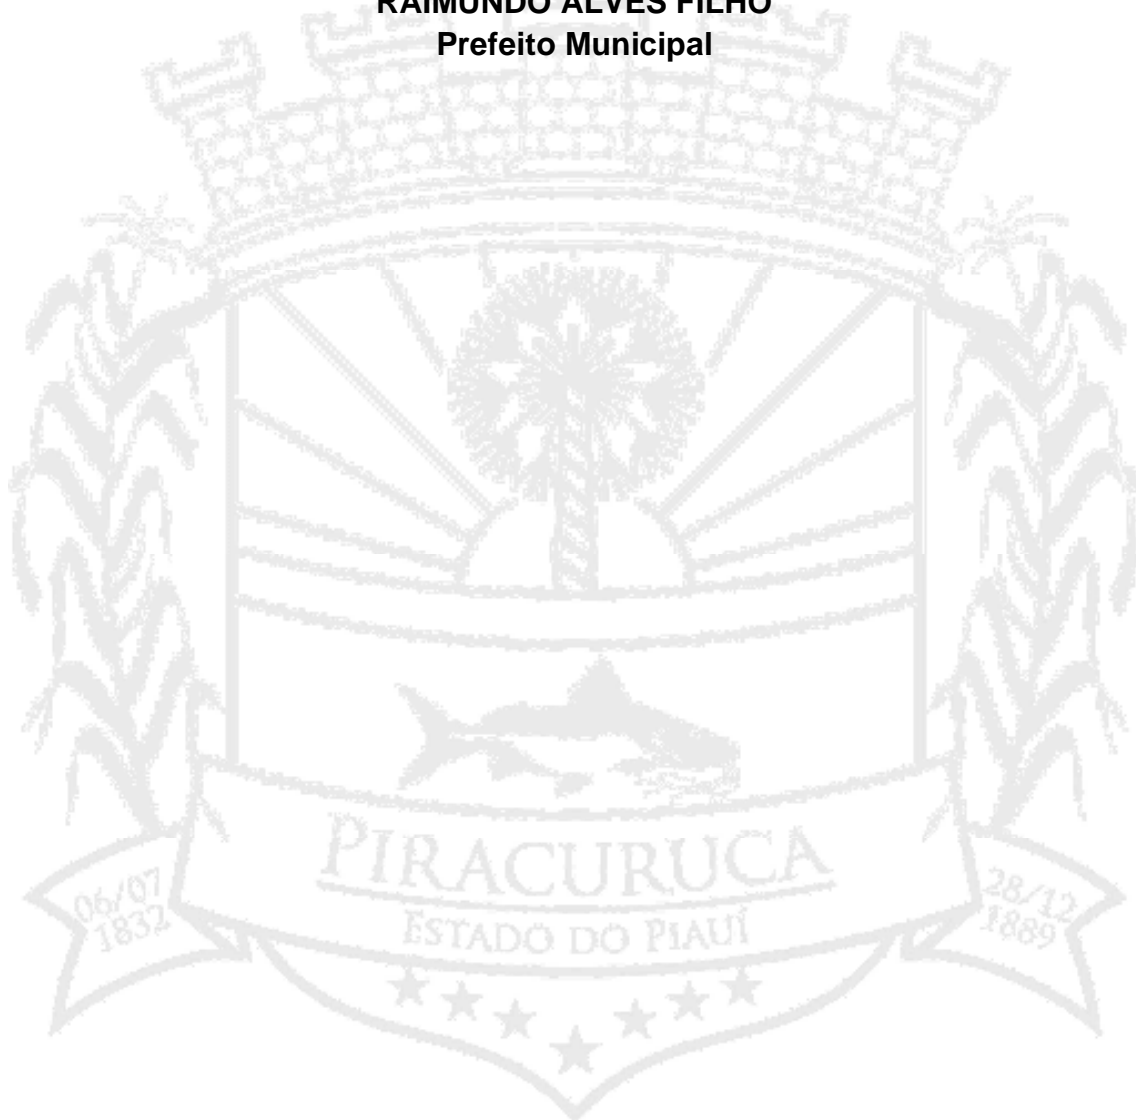 RAIMUNDO ALVES FILHO
Prefeito Municipal
PIRACURUCA
ESTADO DO PIAUÍ
06/07
1832
28/12
1889